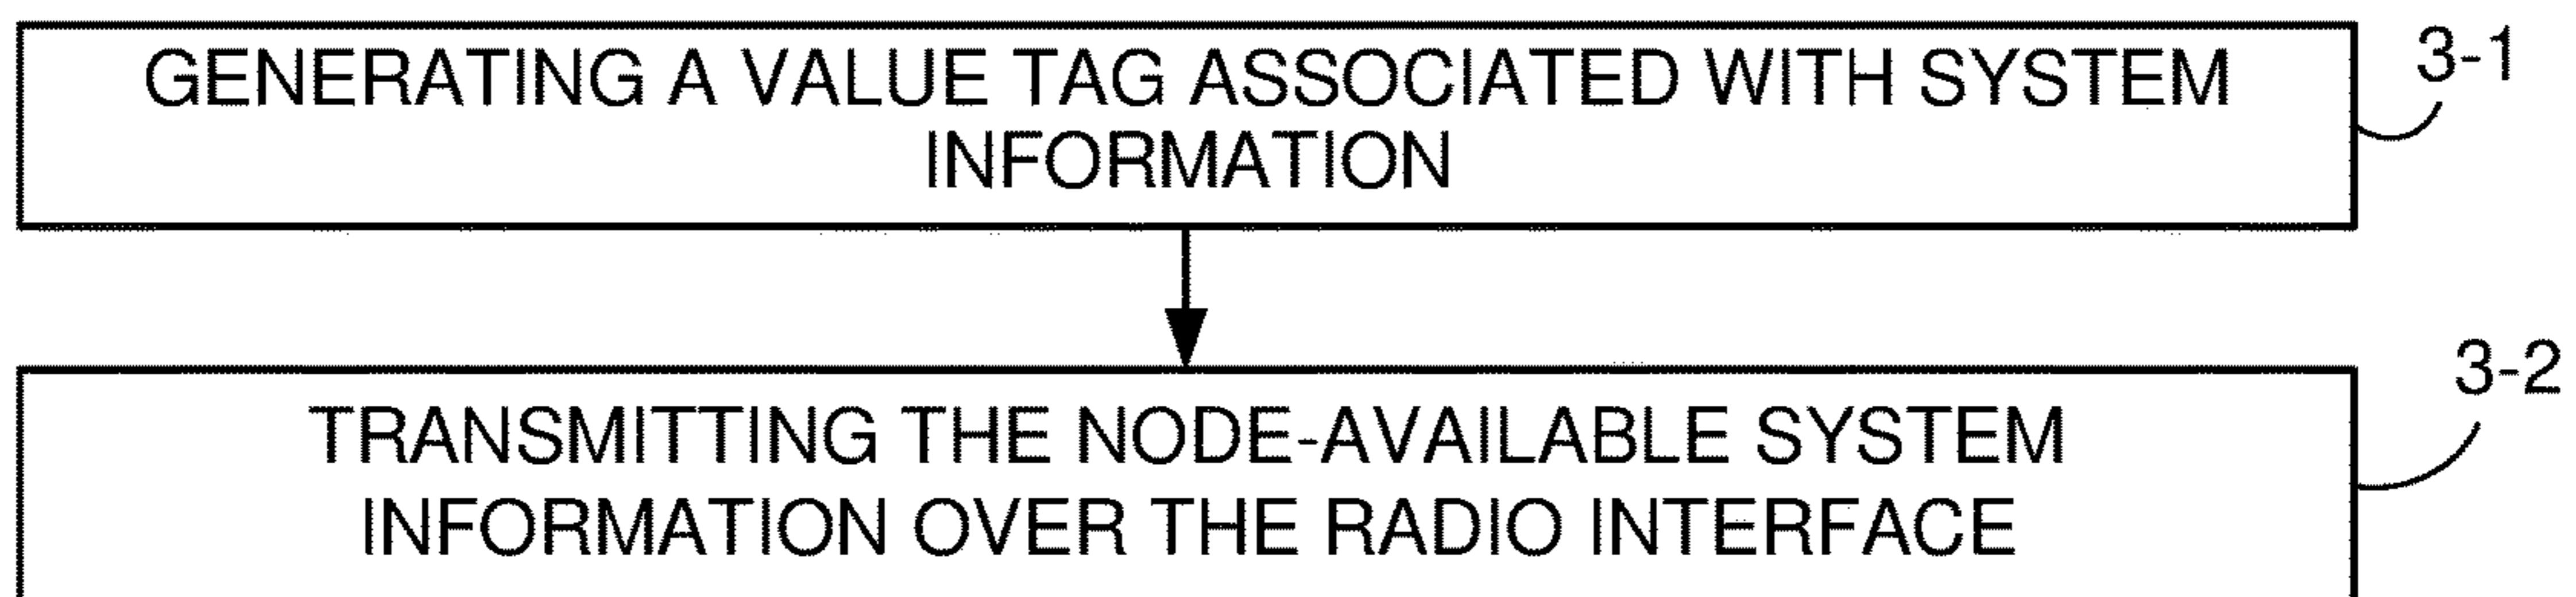 GENERATING A VALUE TAG ASSOCIATED WITH SYSTEM
INFORMATION
3-1
TRANSMITTING THE NODE-AVAILABLE SYSTEM
INFORMATION OVER THE RADIO INTERFACE
3-2